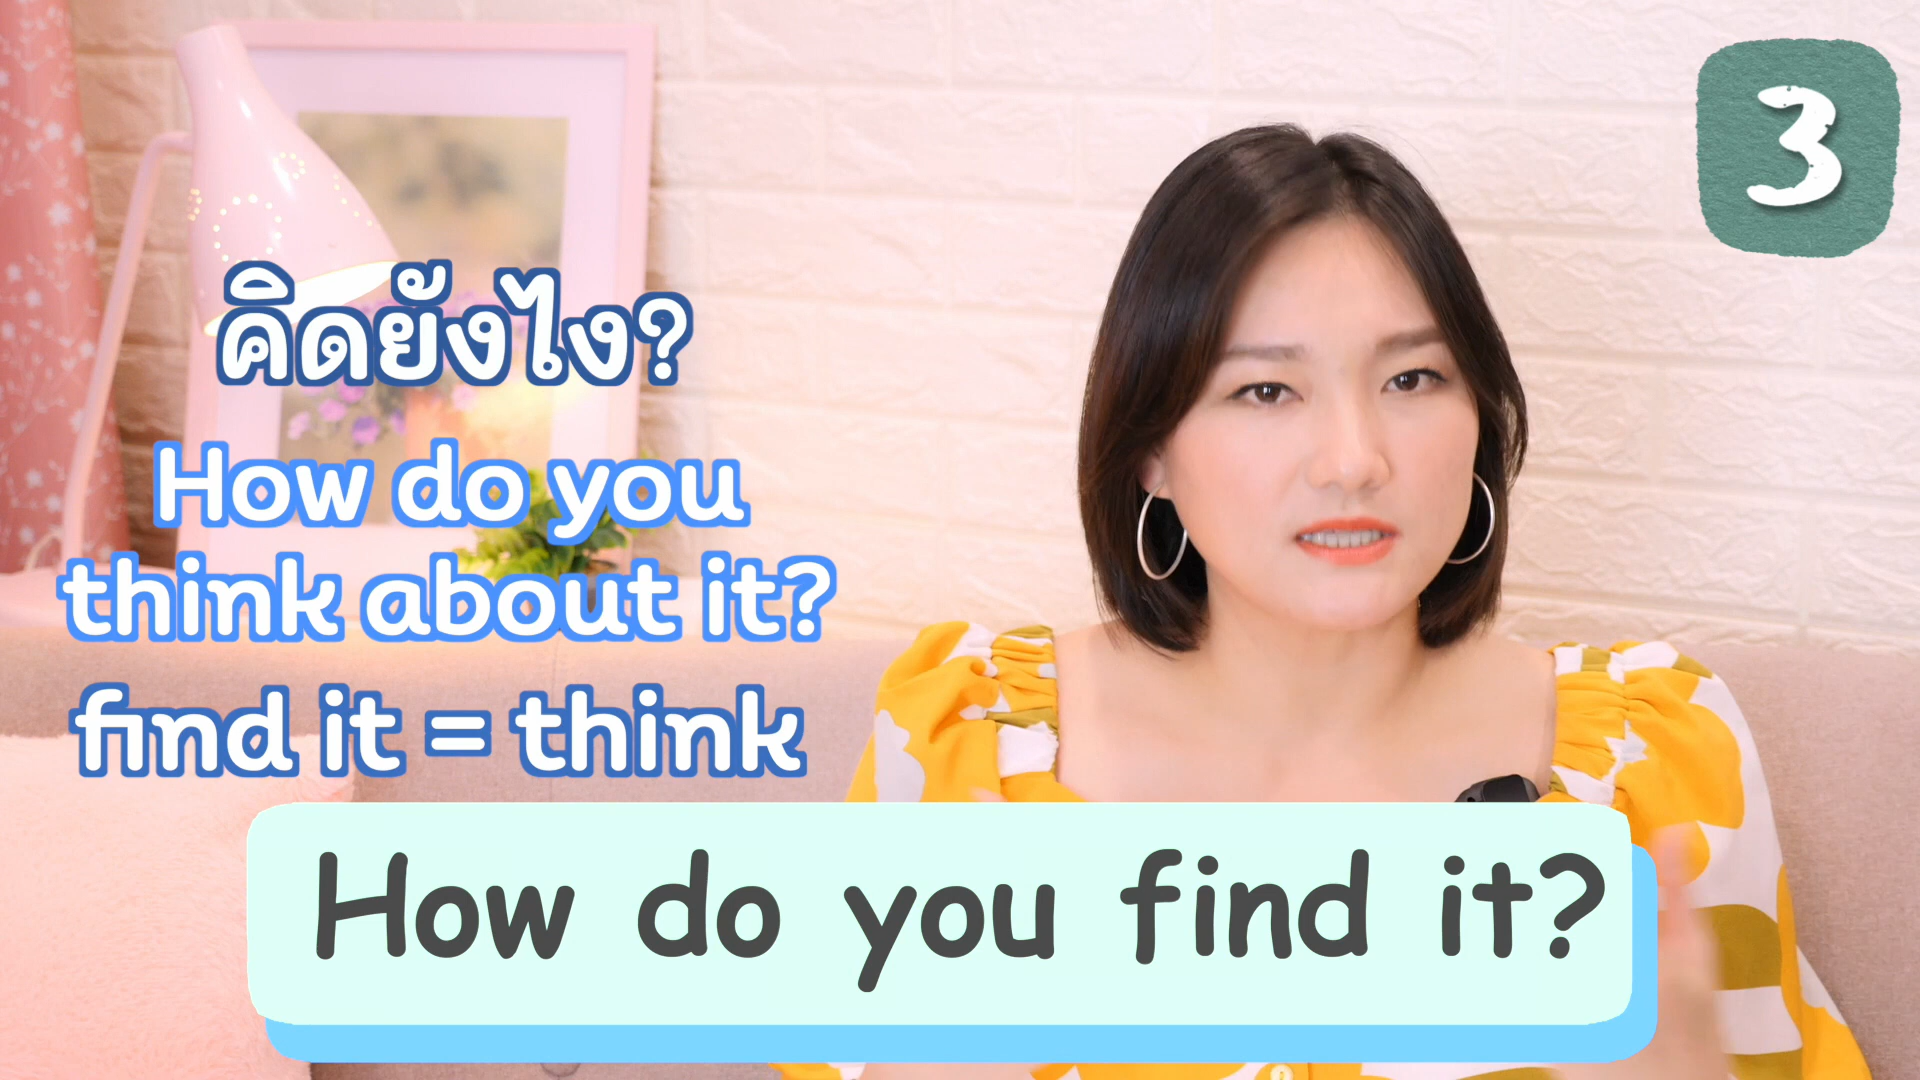 3
คิดยังไง?
How do you
think about it?
find it = think
How do you find it?